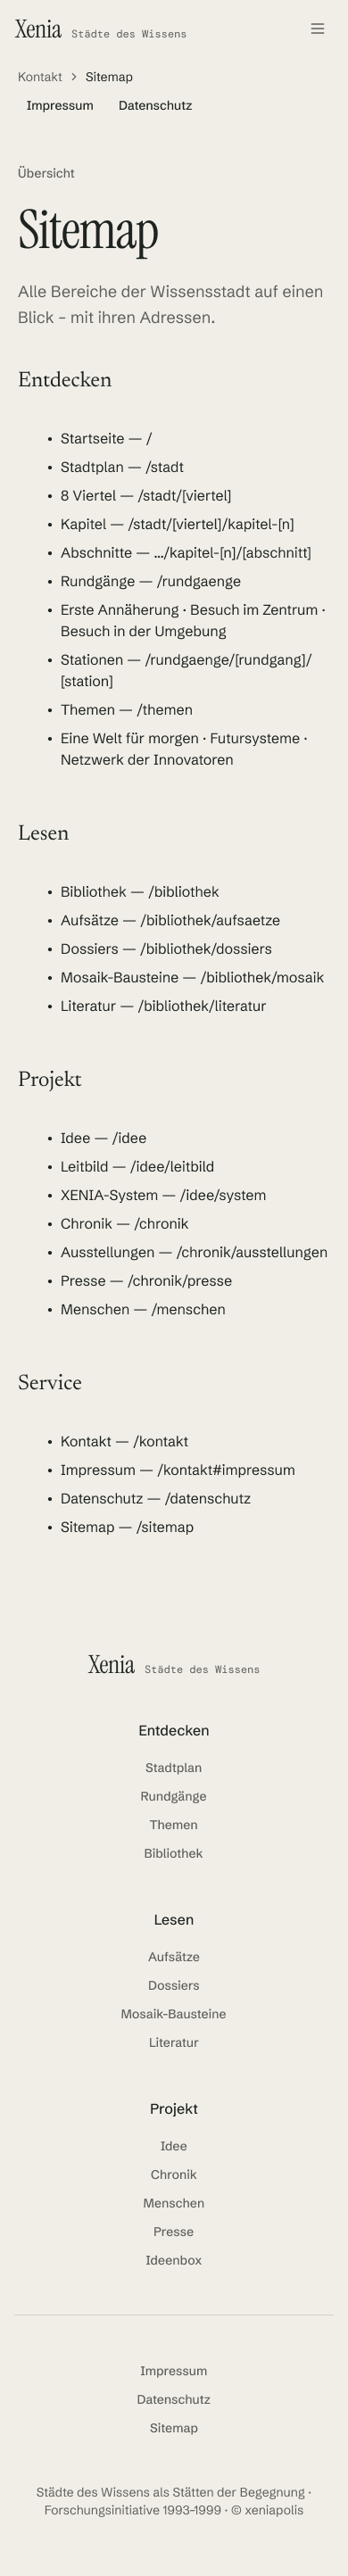 Xenia Städte des Wissens
Kontakt > Sitemap
Impressum Datenschutz
Übersicht
Sitemap
Alle Bereiche der Wissensstadt auf einen
Blick – mit ihren Adressen.
Entdecken
• Startseite — /
• Stadtplan — /stadt
• 8 Viertel — /stadt/[viertel]
• Kapitel — /stadt/[viertel]/kapitel-[n]
• Abschnitte — …/kapitel-[n]/[abschnitt]
• Rundgänge — /rundgaenge
• Erste Annäherung · Besuch im Zentrum ·
Besuch in der Umgebung
• Stationen — /rundgaenge/[rundgang]/
[station]
• Themen — /themen
• Eine Welt für morgen · Futursysteme ·
Netzwerk der Innovatoren
Lesen
• Bibliothek — /bibliothek
• Aufsätze — /bibliothek/aufsaetze
• Dossiers — /bibliothek/dossiers
• Mosaik-Bausteine — /bibliothek/mosaik
• Literatur — /bibliothek/literatur
Projekt
• Idee — /idee
• Leitbild — /idee/leitbild
• XENIA-System — /idee/system
• Chronik — /chronik
• Ausstellungen — /chronik/ausstellungen
• Presse — /chronik/presse
• Menschen — /menschen
Service
• Kontakt — /kontakt
• Impressum — /kontakt#impressum
• Datenschutz — /datenschutz
• Sitemap — /sitemap
Xenia Städte des Wissens
Entdecken
Stadtplan
Rundgänge
Themen
Bibliothek
Lesen
Aufsätze
Dossiers
Mosaik-Bausteine
Literatur
Projekt
Idee
Chronik
Menschen
Presse
Ideenbox
Impressum
Datenschutz
Sitemap
Städte des Wissens als Stätten der Begegnung ·
Forschungsinitiative 1993–1999 · © xeniapolis